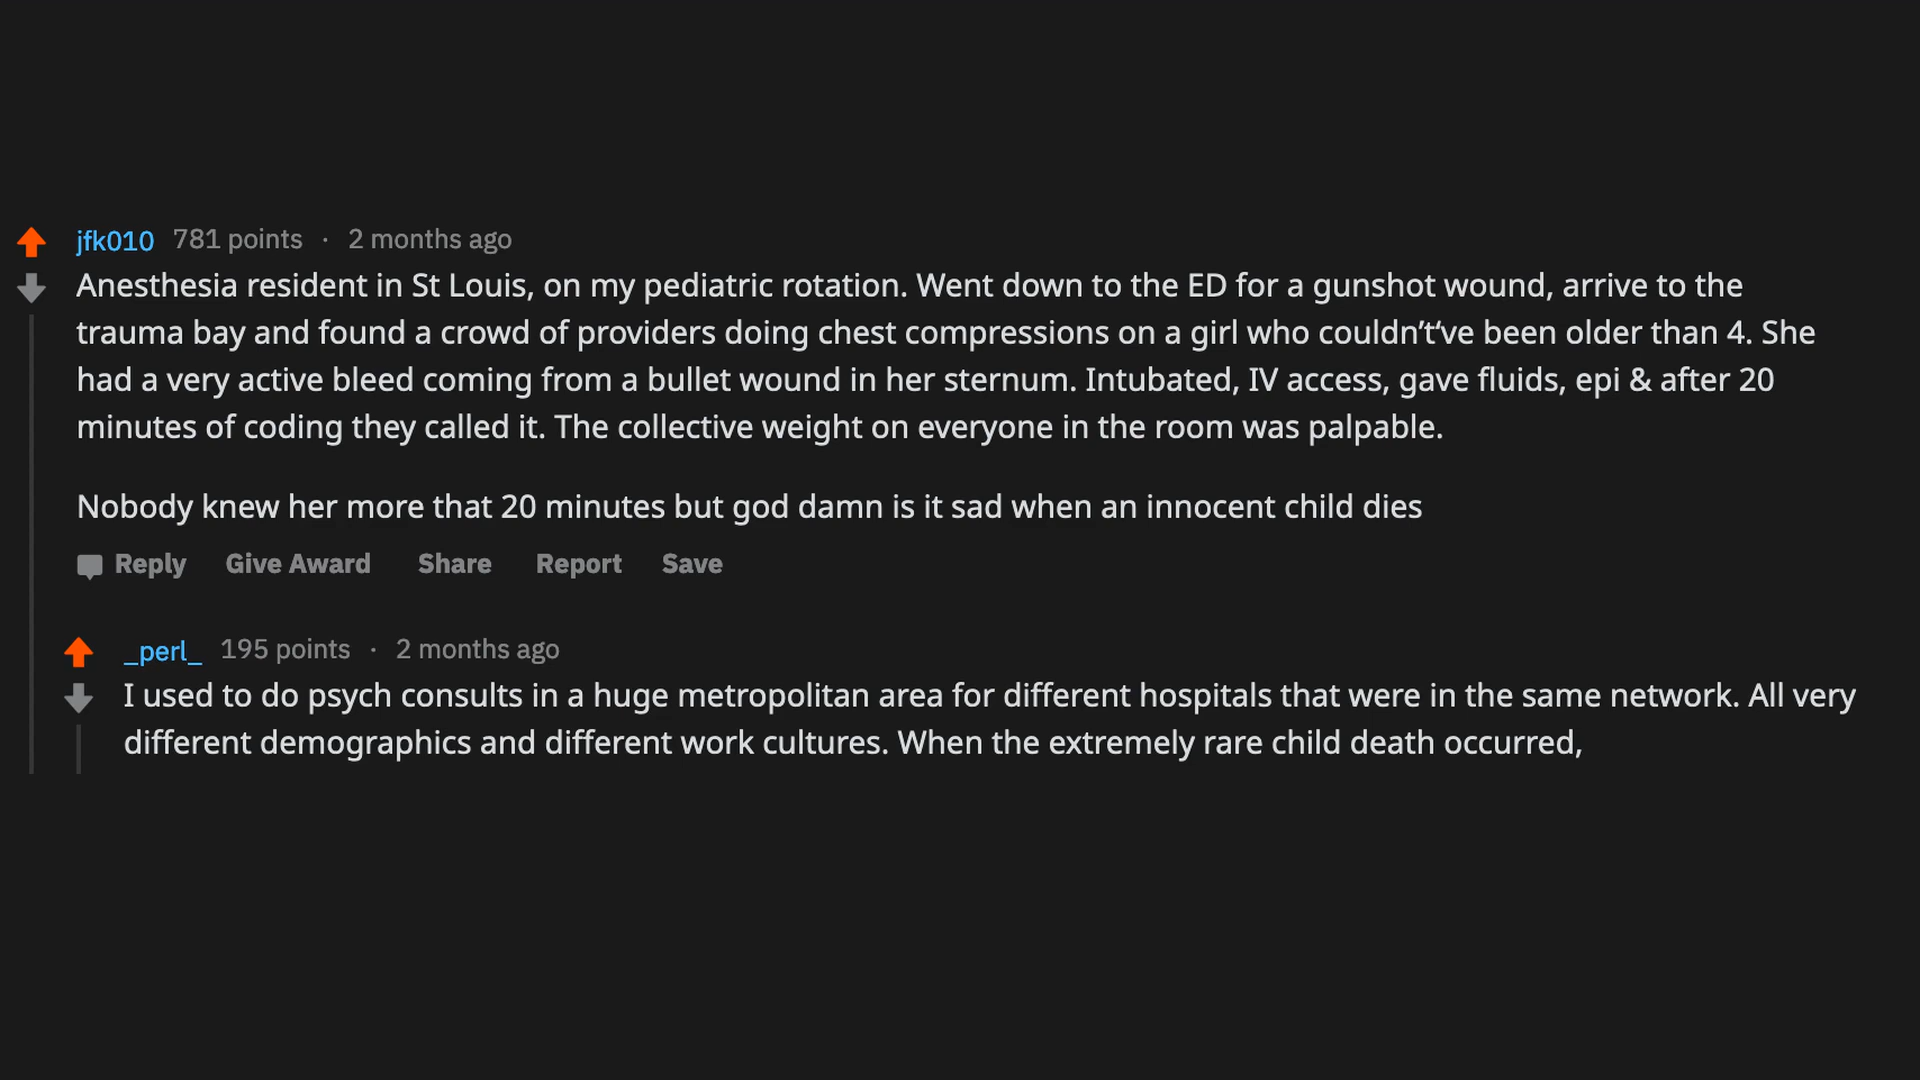 jfk010 781 points · 2 months ago
Anesthesia resident in St Louis, on my pediatric rotation. Went down to the ED for a gunshot wound, arrive to the
trauma bay and found a crowd of providers doing chest compressions on a girl who couldn’t‘ve been older than 4. She
had a very active bleed coming from a bullet wound in her sternum. Intubated, IV access, gave fluids, epi & after 20
minutes of coding they called it. The collective weight on everyone in the room was palpable.
Nobody knew her more that 20 minutes but god damn is it sad when an innocent child dies
Reply Give Award Share Report Save
_perl_ 195 points · 2 months ago
I used to do psych consults in a huge metropolitan area for different hospitals that were in the same network. All very
different demographics and different work cultures. When the extremely rare child death occurred,